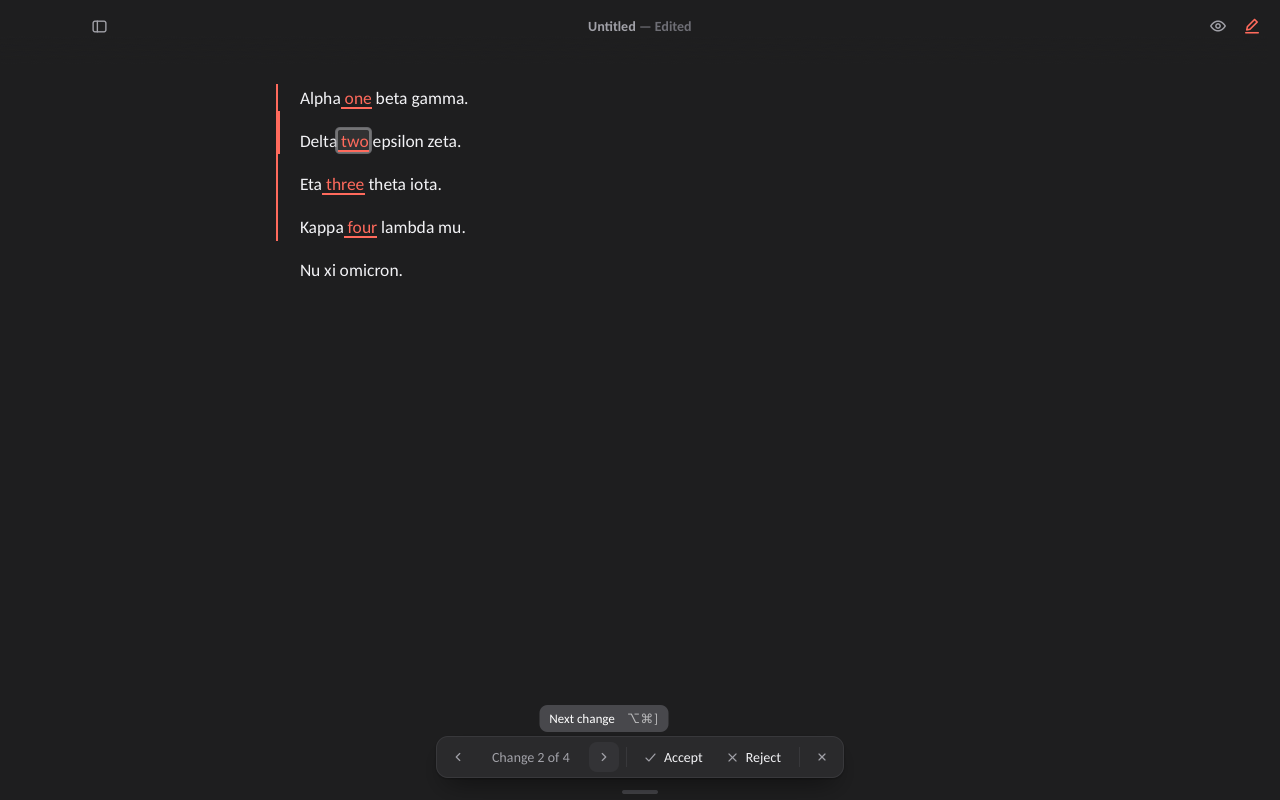 Untitled — Edited
Alpha one beta gamma.
Delta two epsilon zeta.
Eta three theta iota.
Kappa four lambda mu.
Nu xi omicron.
Next change ⌥⌘]
Change 2 of 4 Accept Reject